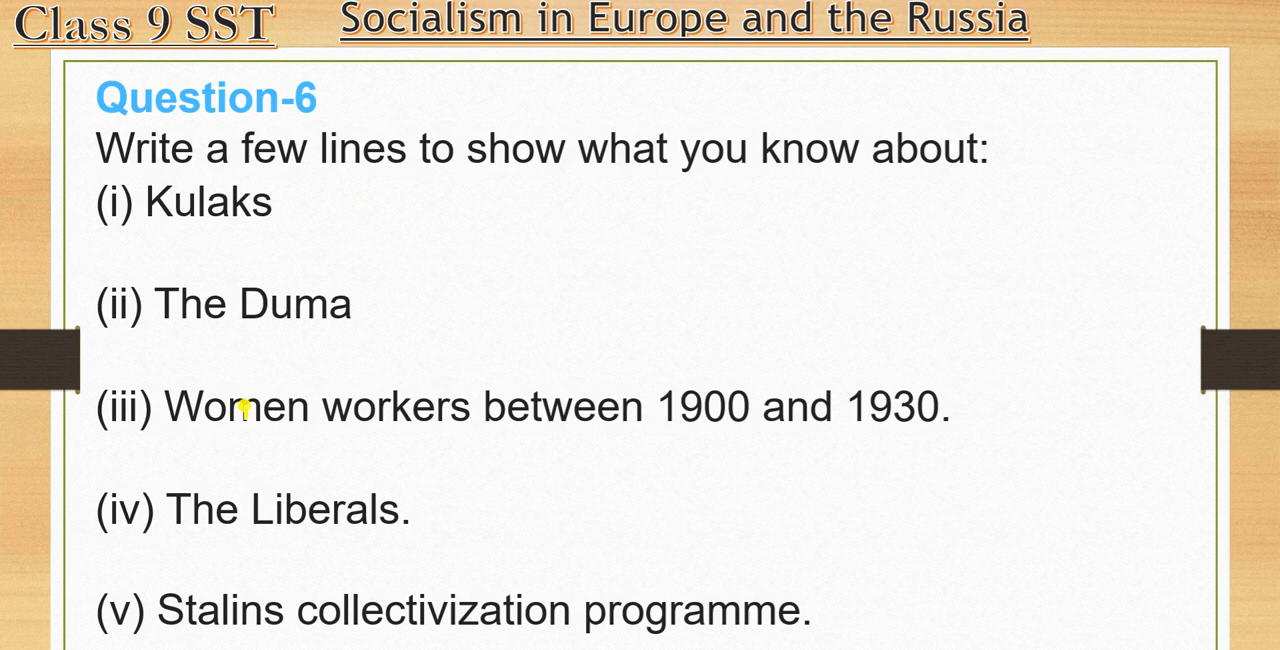 Class 9 SST
Socialism in Europe and the Russia
Question-6
Write a few lines to show what you know about:
(i) Kulaks
(ii) The Duma
(iii) Women workers between 1900 and 1930.
(iv) The Liberals.
(v) Stalins collectivization programme.